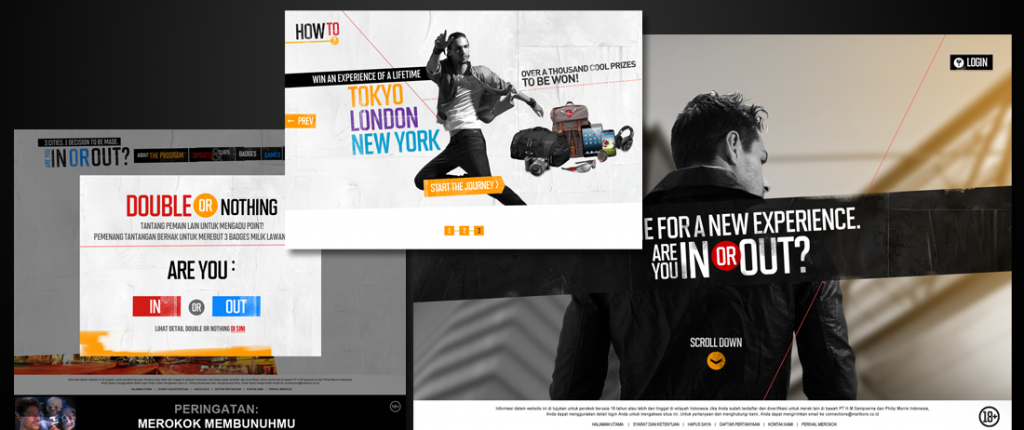 HOW TO
?
WIN AN EXPERIENCE OF A LIFETIME
TOKYO
LONDON
NEW YORK
OVER A THOUSAND COOL PRIZES
TO BE WON!
← PREV
START THE JOURNEY >
1 2 3
3 CITIES. 1 DECISION TO BE MADE.
ARE YOU IN OR OUT?
ABOUT THE PROGRAM
BADGES
GAMES
DOUBLE OR NOTHING
TANTANG PEMAIN LAIN UNTUK MENGADU POINT!
PEMENANG TANTANGAN BERHAK UNTUK MEREBUT 3 BADGES MILIK LAWAN
ARE YOU :
IN OR OUT
LIHAT DETAIL DOUBLE OR NOTHING DI SINI
PERINGATAN:
MEROKOK MEMBUNUHMU
18+
LOGIN
E FOR A NEW EXPERIENCE.
ARE YOU IN OR OUT?
SCROLL DOWN
Informasi dalam website ini di tujukan untuk perokok berusia 18 tahun atau lebih dan tinggal di wilayah Indonesia. Jika Anda sudah terdaftar dan diverifikasi untuk merek lain di bawah PT H M Sampoerna dan Philip Morris Indonesia,
Anda dapat menggunakan detail login Anda untuk mengakses situs ini. Untuk pertanyaan dan menghubungi kami, Anda dapat mengirimkan email ke
HALAMAN UTAMA | SYARAT DAN KETENTUAN | HAPUS SAYA | DAFTAR PERTANYAAN | KONTAK KAMI | PERIHAL MEROKOK
18+